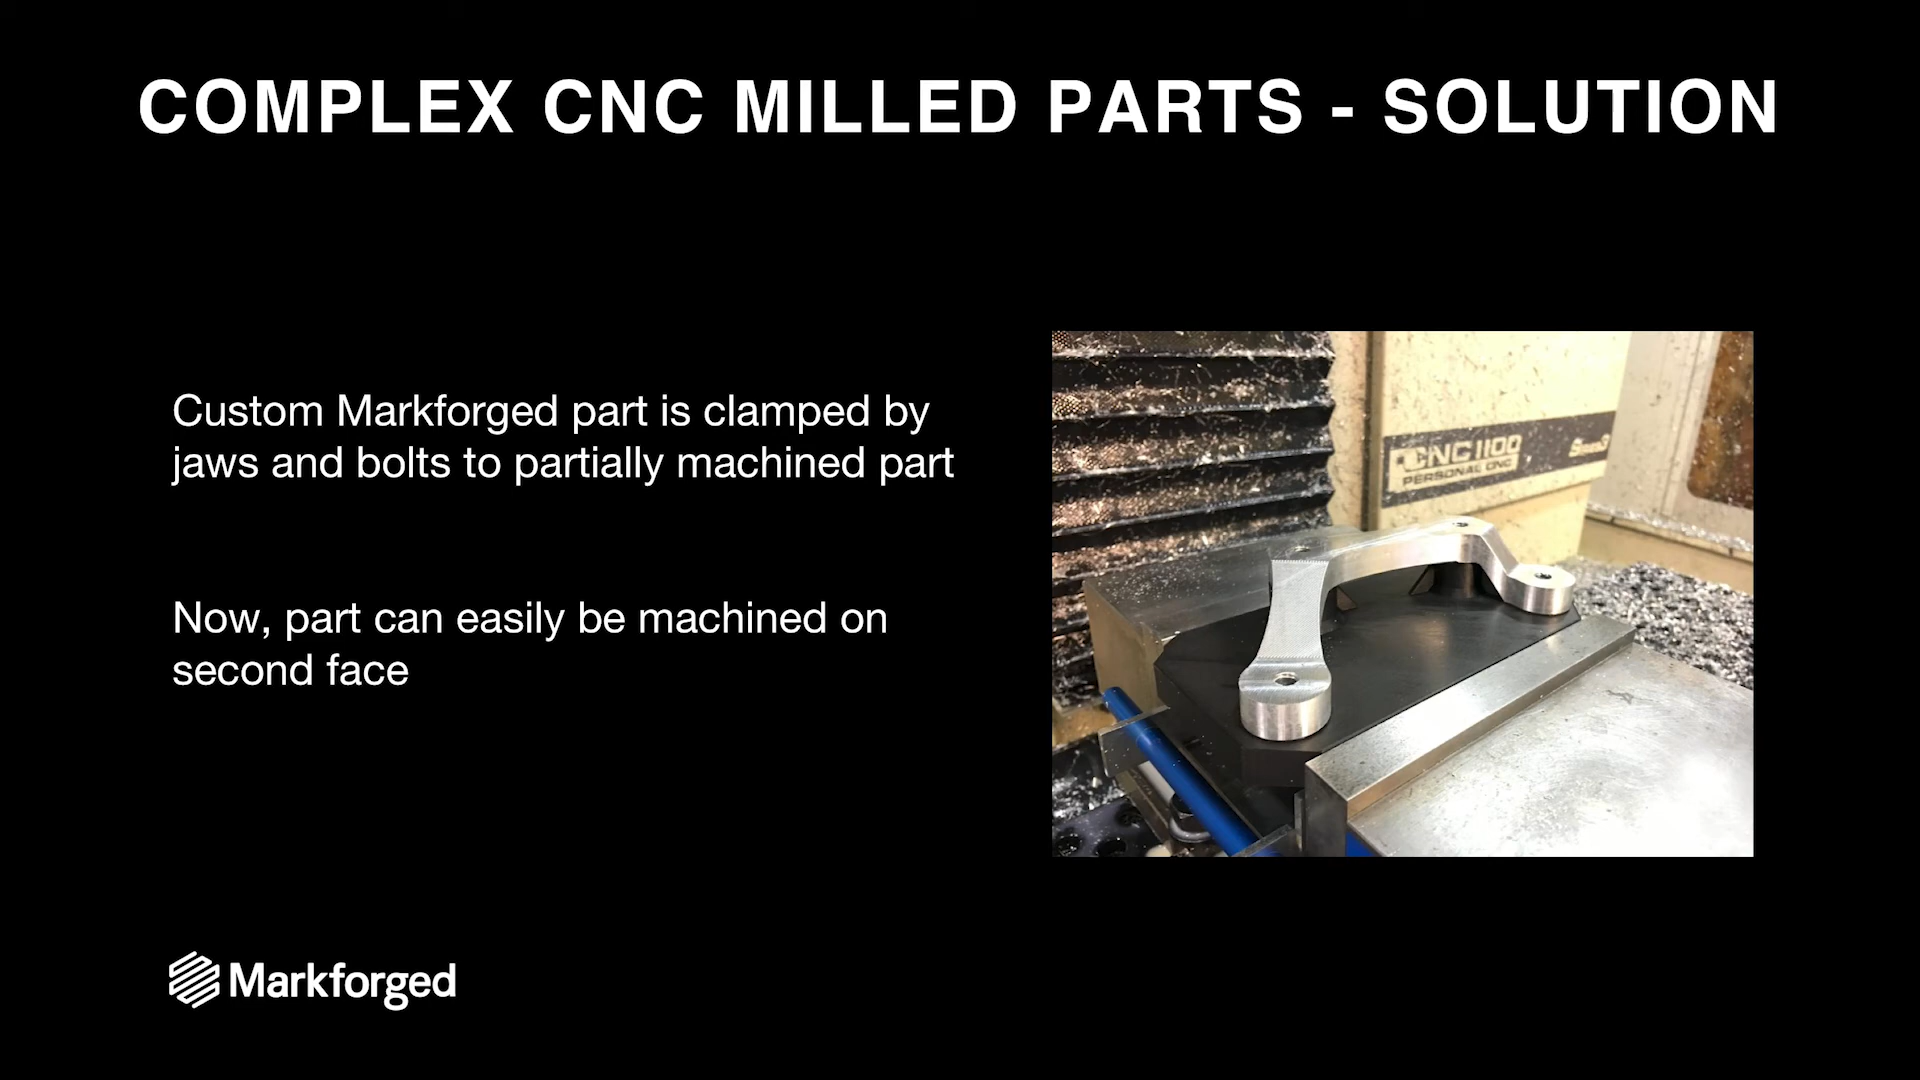 COMPLEX CNC MILLED PARTS - SOLUTION
Custom Markforged part is clamped by
jaws and bolts to partially machined part
Now, part can easily be machined on
second face
CNC 1100
PERSONAL CNC
Series3
Markforged